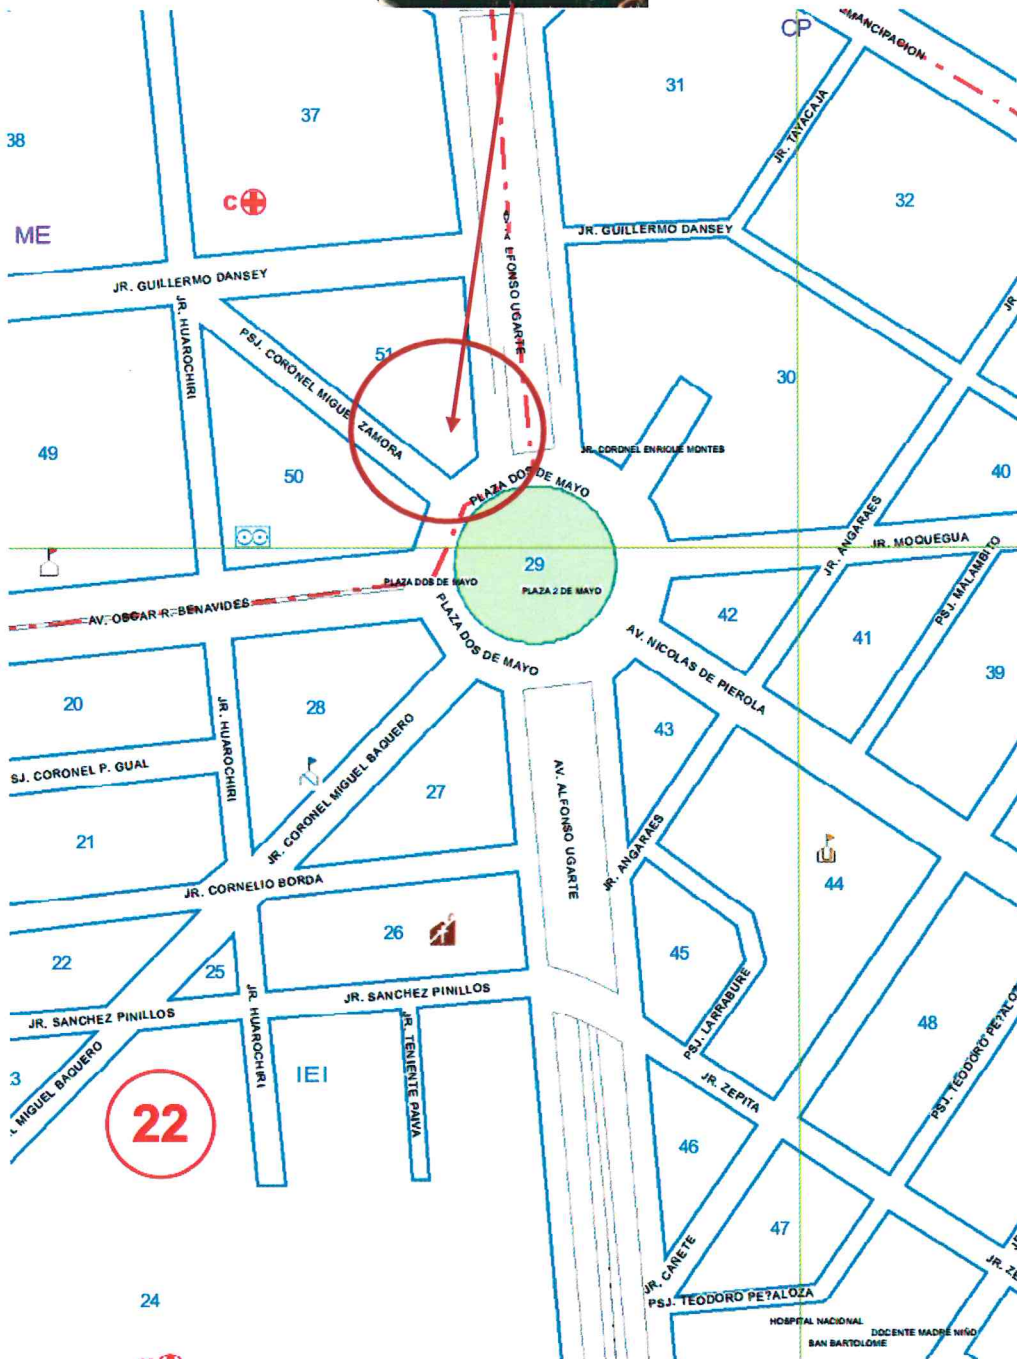 CP
EMANCIPACION
31
37
38
JR. TAYACAJA
32
C
ME
JR. GUILLERMO DANSEY
JR. GUILLERMO DANSEY
ALFONSO UGARTE
JR.
JR. HUAROCHIRI
PSJ. CORONEL MIGUEL ZAMORA
51
30
49
50
JR. CORONEL ENRIQUE MONTES
40
PLAZA DOS DE MAYO
JR. ANGARAES
JR. MOQUEGUA
29
PLAZA DOS DE MAYO
PLAZA 2 DE MAYO
PSJ. MALAMBITO
AV. OSCAR R. BENAVIDES
PLAZA DOS DE MAYO
42
41
AV. NICOLAS DE PIEROLA
39
20
28
JR. HUAROCHIRI
43
SJ. CORONEL P. GUAL
JR. CORONEL MIGUEL BAQUERO
27
AV. ALFONSO UGARTE
21
JR. ANGARAES
44
JR. CORNELIO BORDA
26
22
25
45
JR. SANCHEZ PINILLOS
JR. SANCHEZ PINILLOS
JR. HUAROCHIRI
JR. TENIENTE PAIVA
PSJ. LARRABURE
48
PSJ. TEODORO PE?ALOZ
3
L MIGUEL BAQUERO
IEI
22
JR. ZEPITA
46
47
JR. CAÑETE
JR. ZE
PSJ. TEODORO PE?ALOZA
24
HOSPITAL NACIONAL
DOCENTE MADRE NIÑO
SAN BARTOLOME